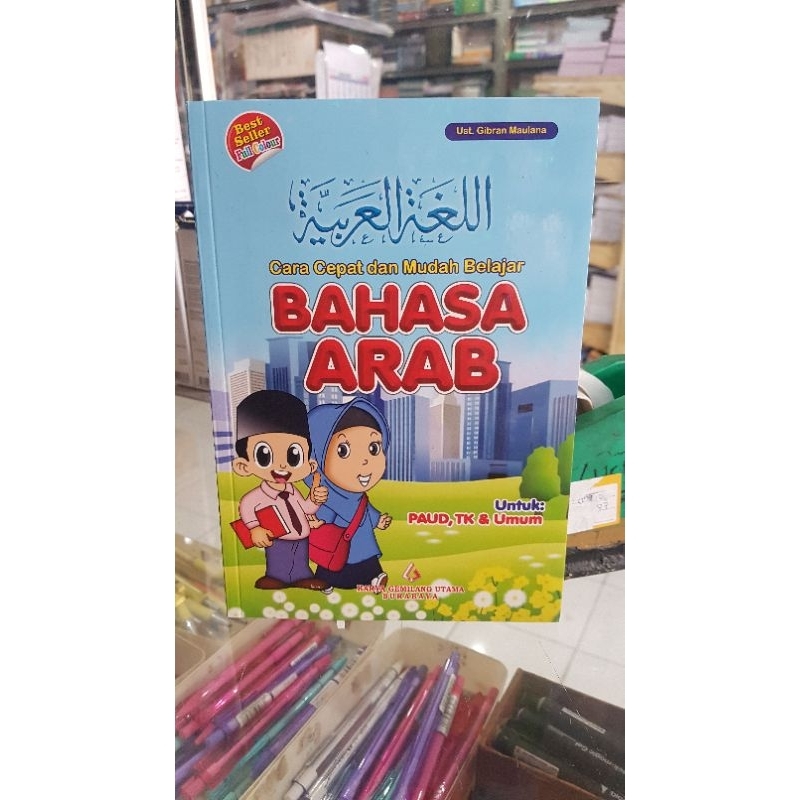 Best
Seller
Full Colour
Ust. Gibran Maulana
اللغة العربيّة
Cara Cepat dan Mudah Belajar
BAHASA
ARAB
Untuk:
PAUD, TK & Umum
KARYA GEMILANG UTAMA
SURABAYA